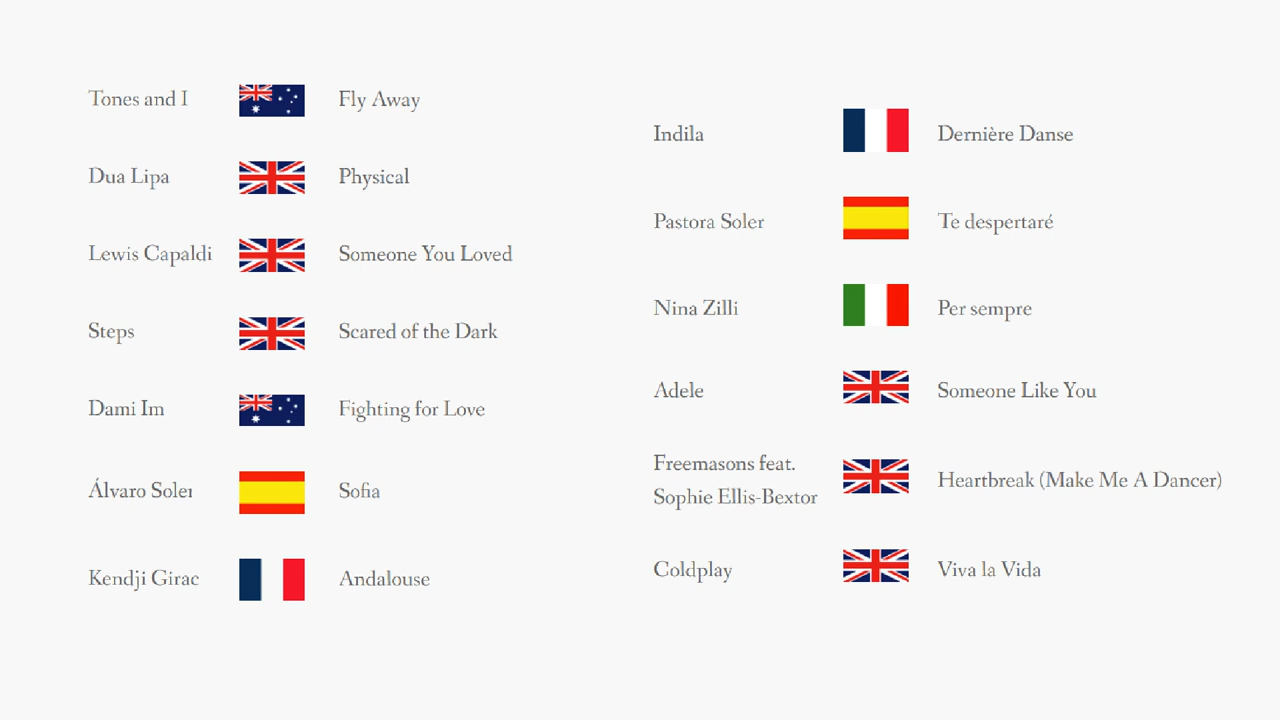 Tones and I Fly Away
Dua Lipa Physical
Lewis Capaldi Someone You Loved
Steps Scared of the Dark
Dami Im Fighting for Love
Álvaro Soler Sofia
Kendji Girac Andalouse
Indila Dernière Danse
Pastora Soler Te despertaré
Nina Zilli Per sempre
Adele Someone Like You
Freemasons feat.
Sophie Ellis-Bextor Heartbreak (Make Me A Dancer)
Coldplay Viva la Vida